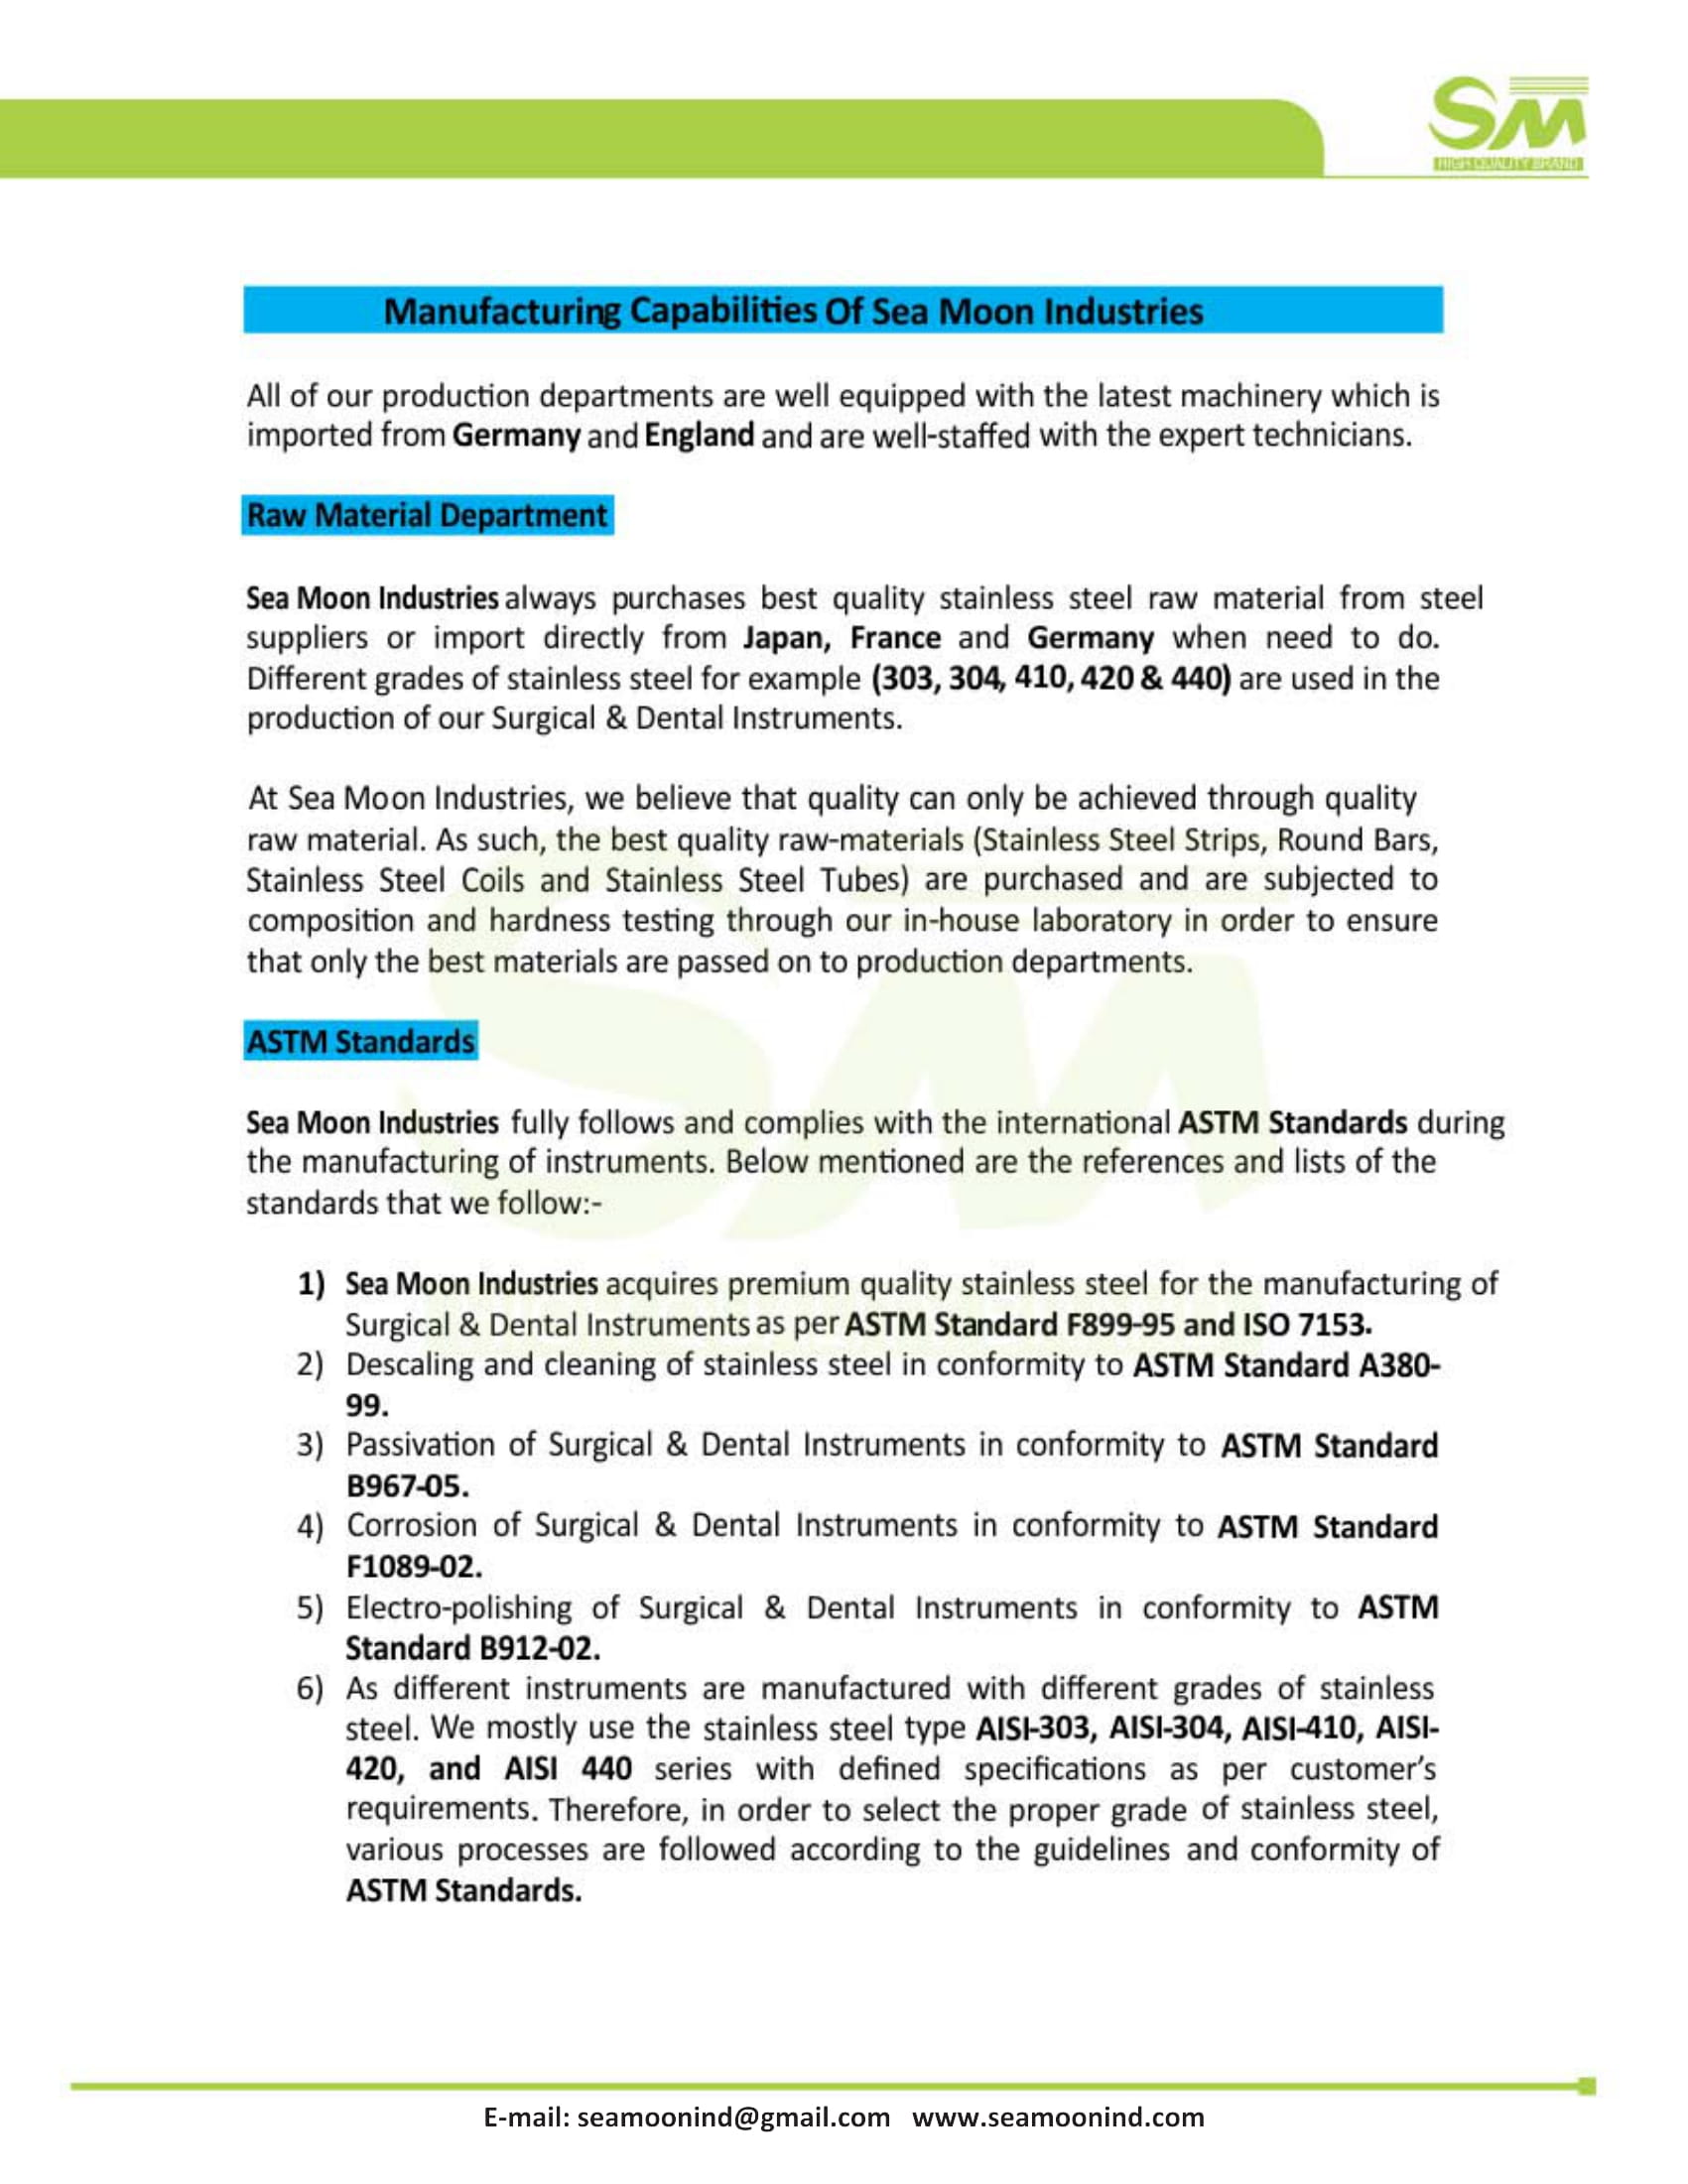 SM
HIGH QUALITY BRAND
Manufacturing Capabilities Of Sea Moon Industries
All of our production departments are well equipped with the latest machinery which is
imported from Germany and England and are well-staffed with the expert technicians.
Raw Material Department
Sea Moon Industries always purchases best quality stainless steel raw material from steel
suppliers or import directly from Japan, France and Germany when need to do.
Different grades of stainless steel for example (303, 304, 410, 420 & 440) are used in the
production of our Surgical & Dental Instruments.
At Sea Moon Industries, we believe that quality can only be achieved through quality
raw material. As such, the best quality raw-materials (Stainless Steel Strips, Round Bars,
Stainless Steel Coils and Stainless Steel Tubes) are purchased and are subjected to
composition and hardness testing through our in-house laboratory in order to ensure
that only the best materials are passed on to production departments.
ASTM Standards
Sea Moon Industries fully follows and complies with the international ASTM Standards during
the manufacturing of instruments. Below mentioned are the references and lists of the
standards that we follow:-
1) Sea Moon Industries acquires premium quality stainless steel for the manufacturing of
Surgical & Dental Instruments as per ASTM Standard F899-95 and ISO 7153.
2) Descaling and cleaning of stainless steel in conformity to ASTM Standard A380-
99.
3) Passivation of Surgical & Dental Instruments in conformity to ASTM Standard
B967-05.
4) Corrosion of Surgical & Dental Instruments in conformity to ASTM Standard
F1089-02.
5) Electro-polishing of Surgical & Dental Instruments in conformity to ASTM
Standard B912-02.
6) As different instruments are manufactured with different grades of stainless
steel. We mostly use the stainless steel type AISI-303, AISI-304, AISI-410, AISI-
420, and AISI 440 series with defined specifications as per customer's
requirements. Therefore, in order to select the proper grade of stainless steel,
various processes are followed according to the guidelines and conformity of
ASTM Standards.
E-mail: seamoonind@gmail.com www.seamoonind.com